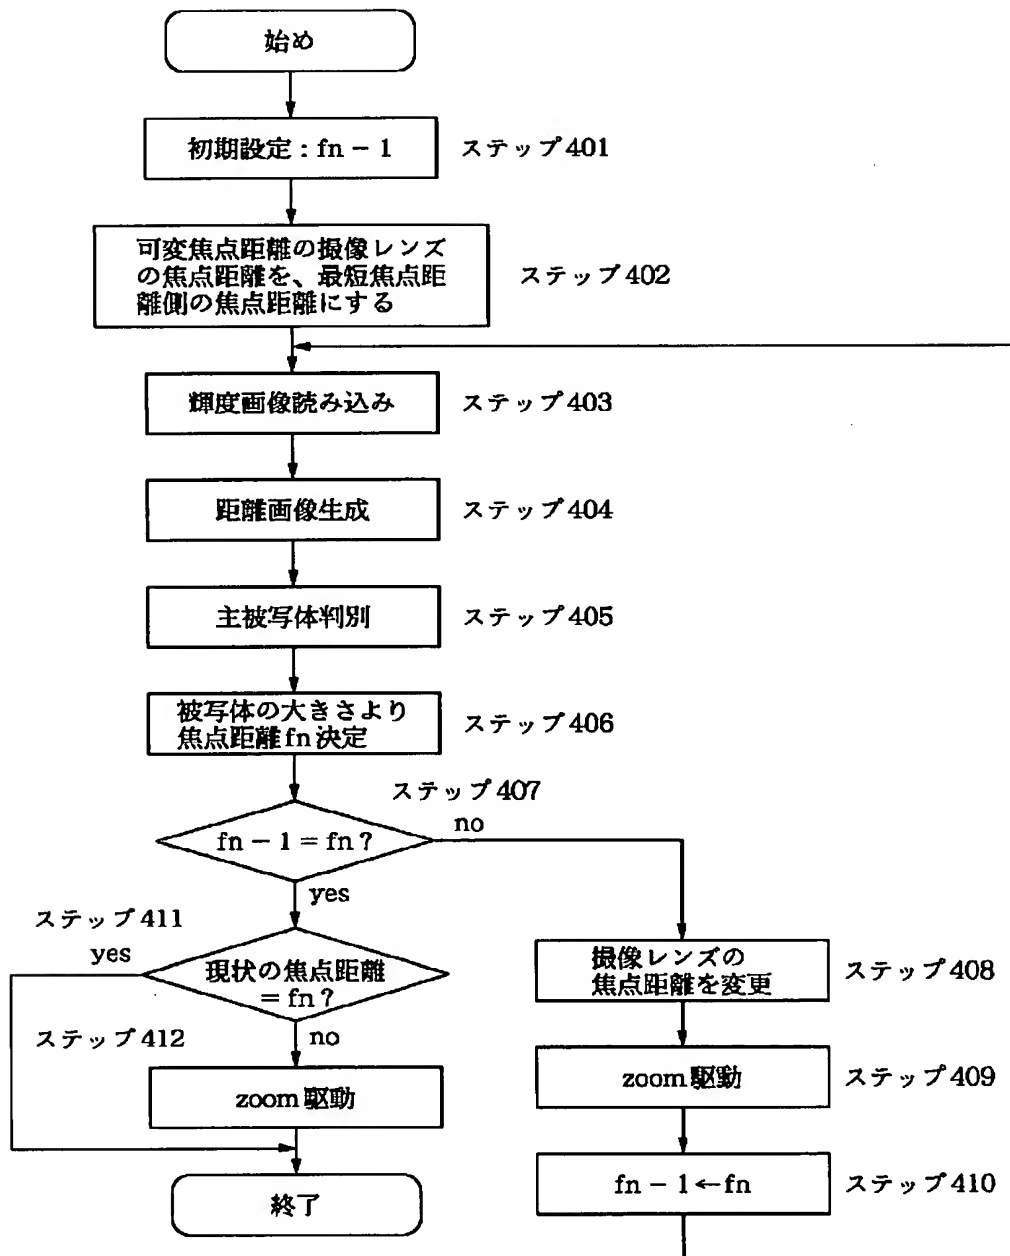 始め
初期設定：fn－1
ステップ401
可変焦点距離の撮像レンズ
の焦点距離を、最短焦点距
離側の焦点距離にする
ステップ402
輝度画像読み込み
ステップ403
距離画像生成
ステップ404
主被写体判別
ステップ405
被写体の大きさより
焦点距離fn決定
ステップ406
ステップ407
fn－1＝fn？
no
yes
ステップ411
yes
現状の焦点距離
＝fn？
撮像レンズの
焦点距離を変更
ステップ408
ステップ412
no
zoom駆動
ステップ409
zoom駆動
fn－1←fn
ステップ410
終了